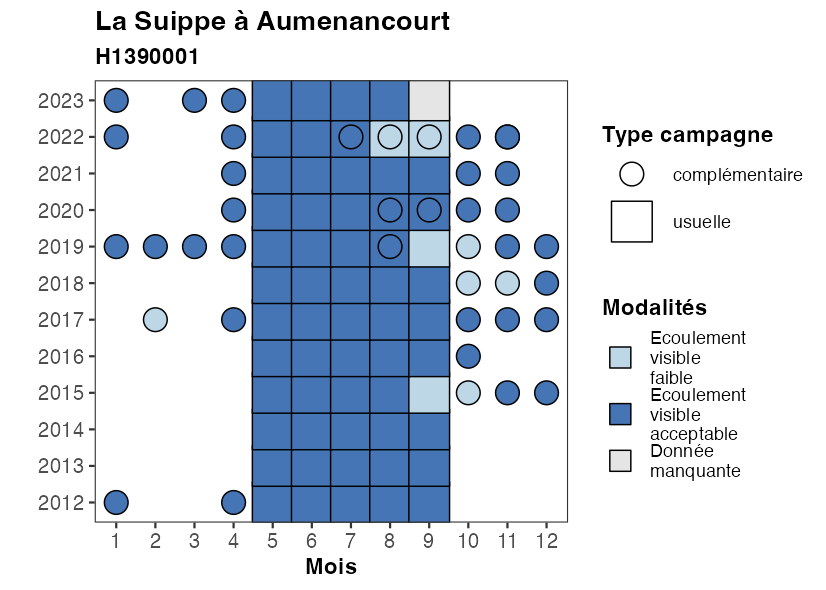 La Suippe à Aumenancourt
H1390001
2023
2022
2021
2020
2019
2018
2017
2016
2015
2014
2013
2012
1 2 3 4 5 6 7 8 9 10 11 12
Mois
Type campagne
complémentaire
usuelle
Modalités
Ecoulement
visible
faible
Ecoulement
visible
acceptable
Donnée
manquante